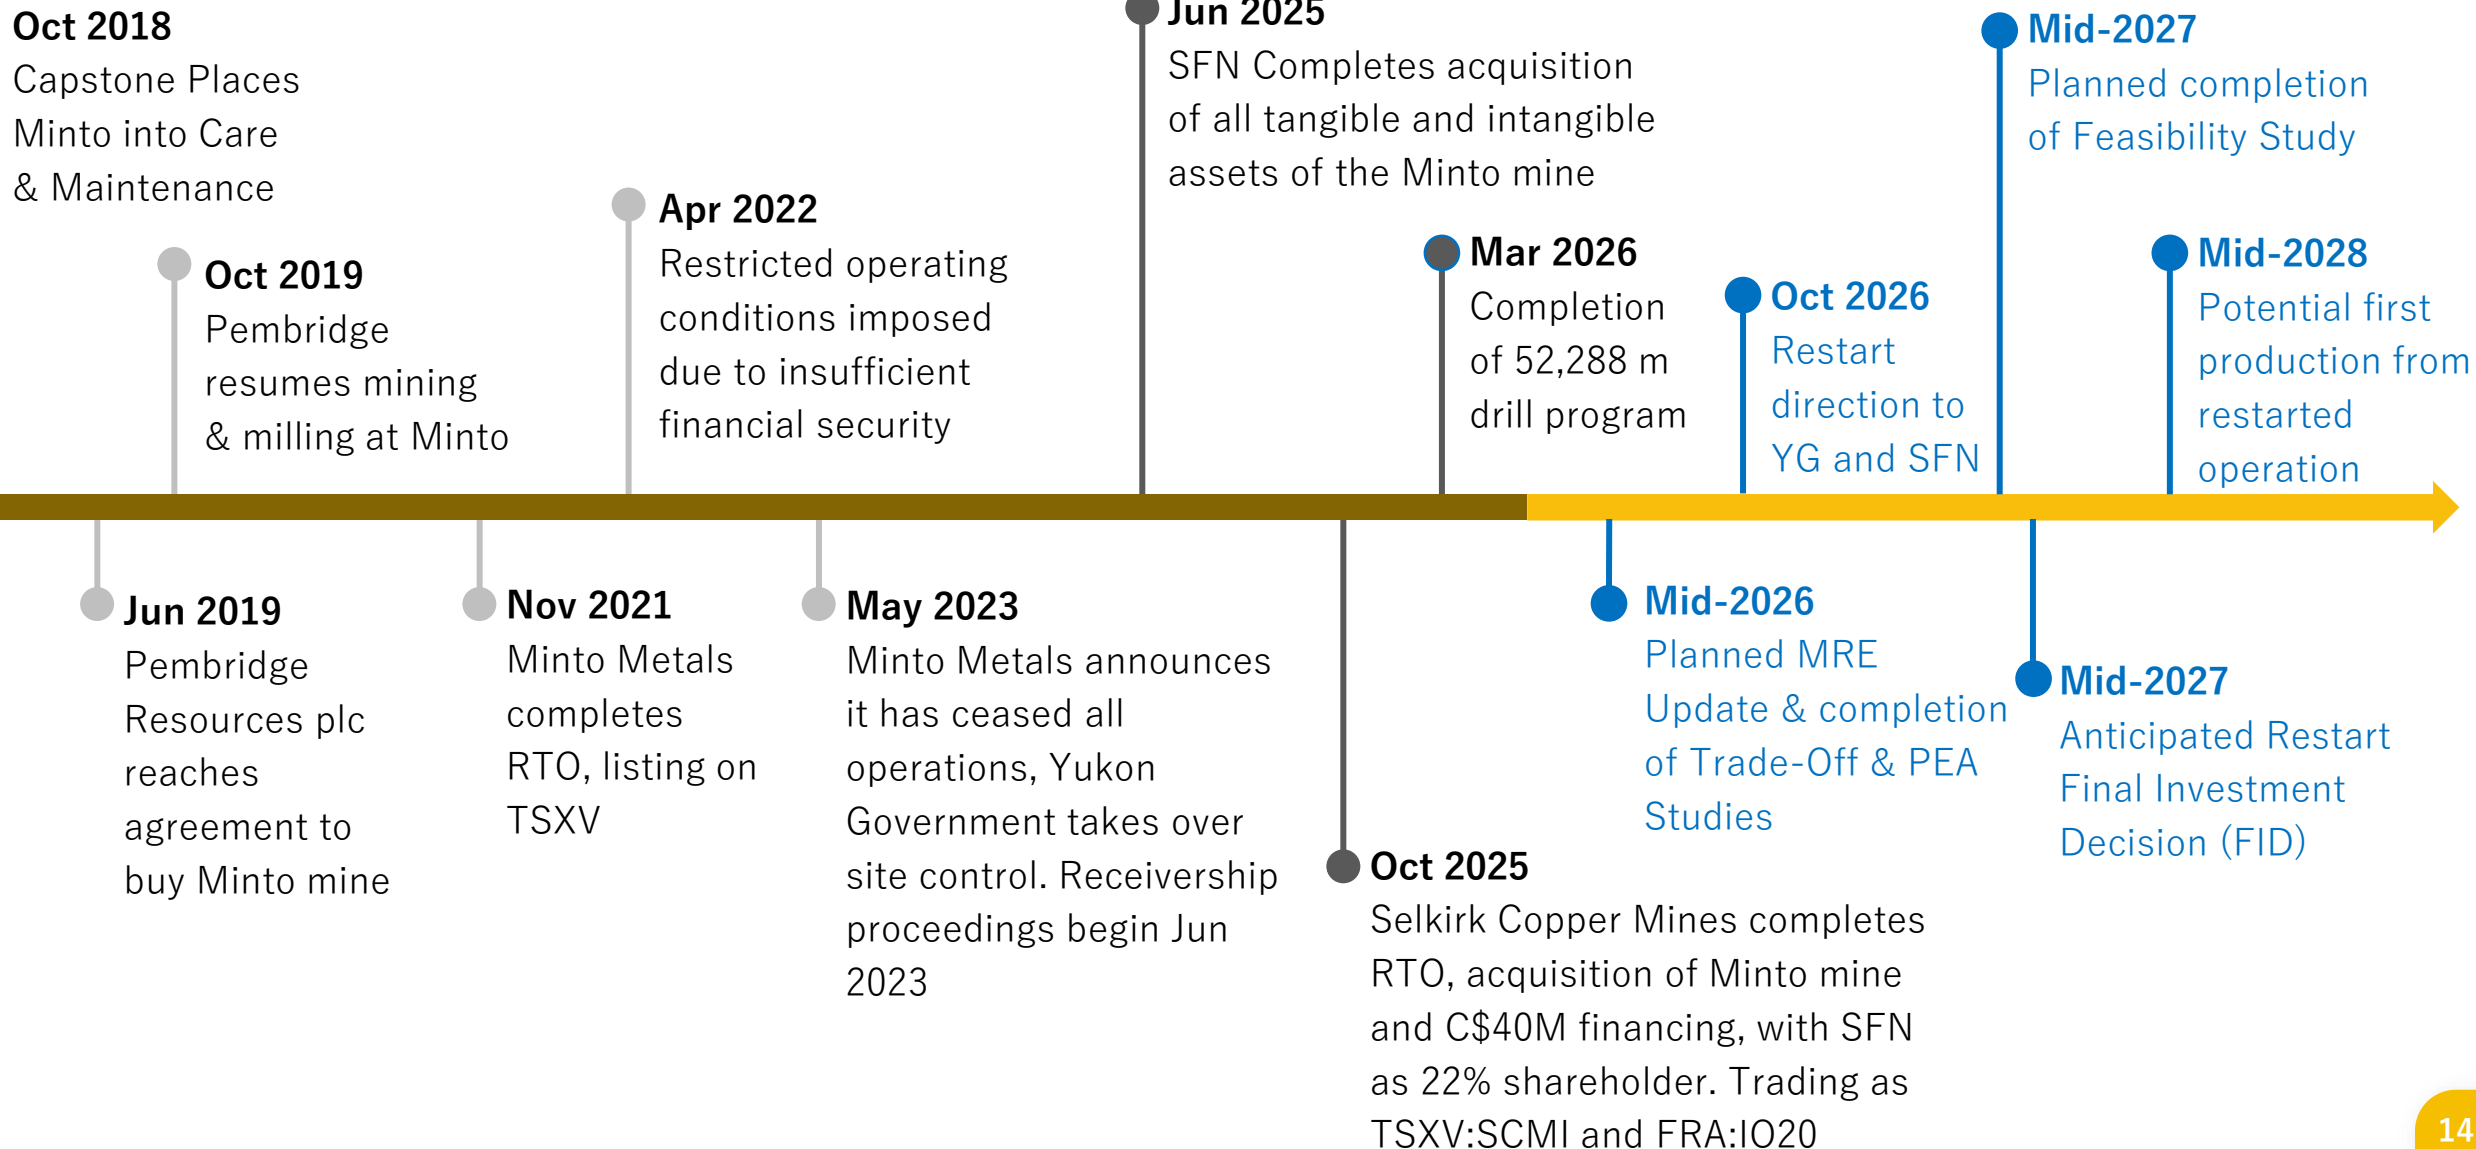 Oct 2018
Capstone Places
Minto into Care
& Maintenance
Jun 2019
Pembridge
Resources plc
reaches
agreement to
buy Minto mine
Oct 2019
Pembridge
resumes mining
& milling at Minto
Nov 2021
Minto Metals
completes
RTO, listing on
TSXV
Apr 2022
Restricted operating
conditions imposed
due to insufficient
financial security
May 2023
Minto Metals announces
it has ceased all
operations, Yukon
Government takes over
site control. Receivership
proceedings begin Jun
2023
Jun 2025
SFN Completes acquisition
of all tangible and intangible
assets of the Minto mine
Oct 2025
Selkirk Copper Mines completes
RTO, acquisition of Minto mine
and C$40M financing, with SFN
as 22% shareholder. Trading as
TSXV:SCMI and FRA:IO20
Mar 2026
Completion
of 52,288 m
drill program
Mid-2026
Planned MRE
Update & completion
of Trade-Off & PEA
Studies
Oct 2026
Restart
direction to
YG and SFN
Mid-2027
Planned completion
of Feasibility Study
Mid-2027
Anticipated Restart
Final Investment
Decision (FID)
Mid-2028
Potential first
production from
restarted
operation
14